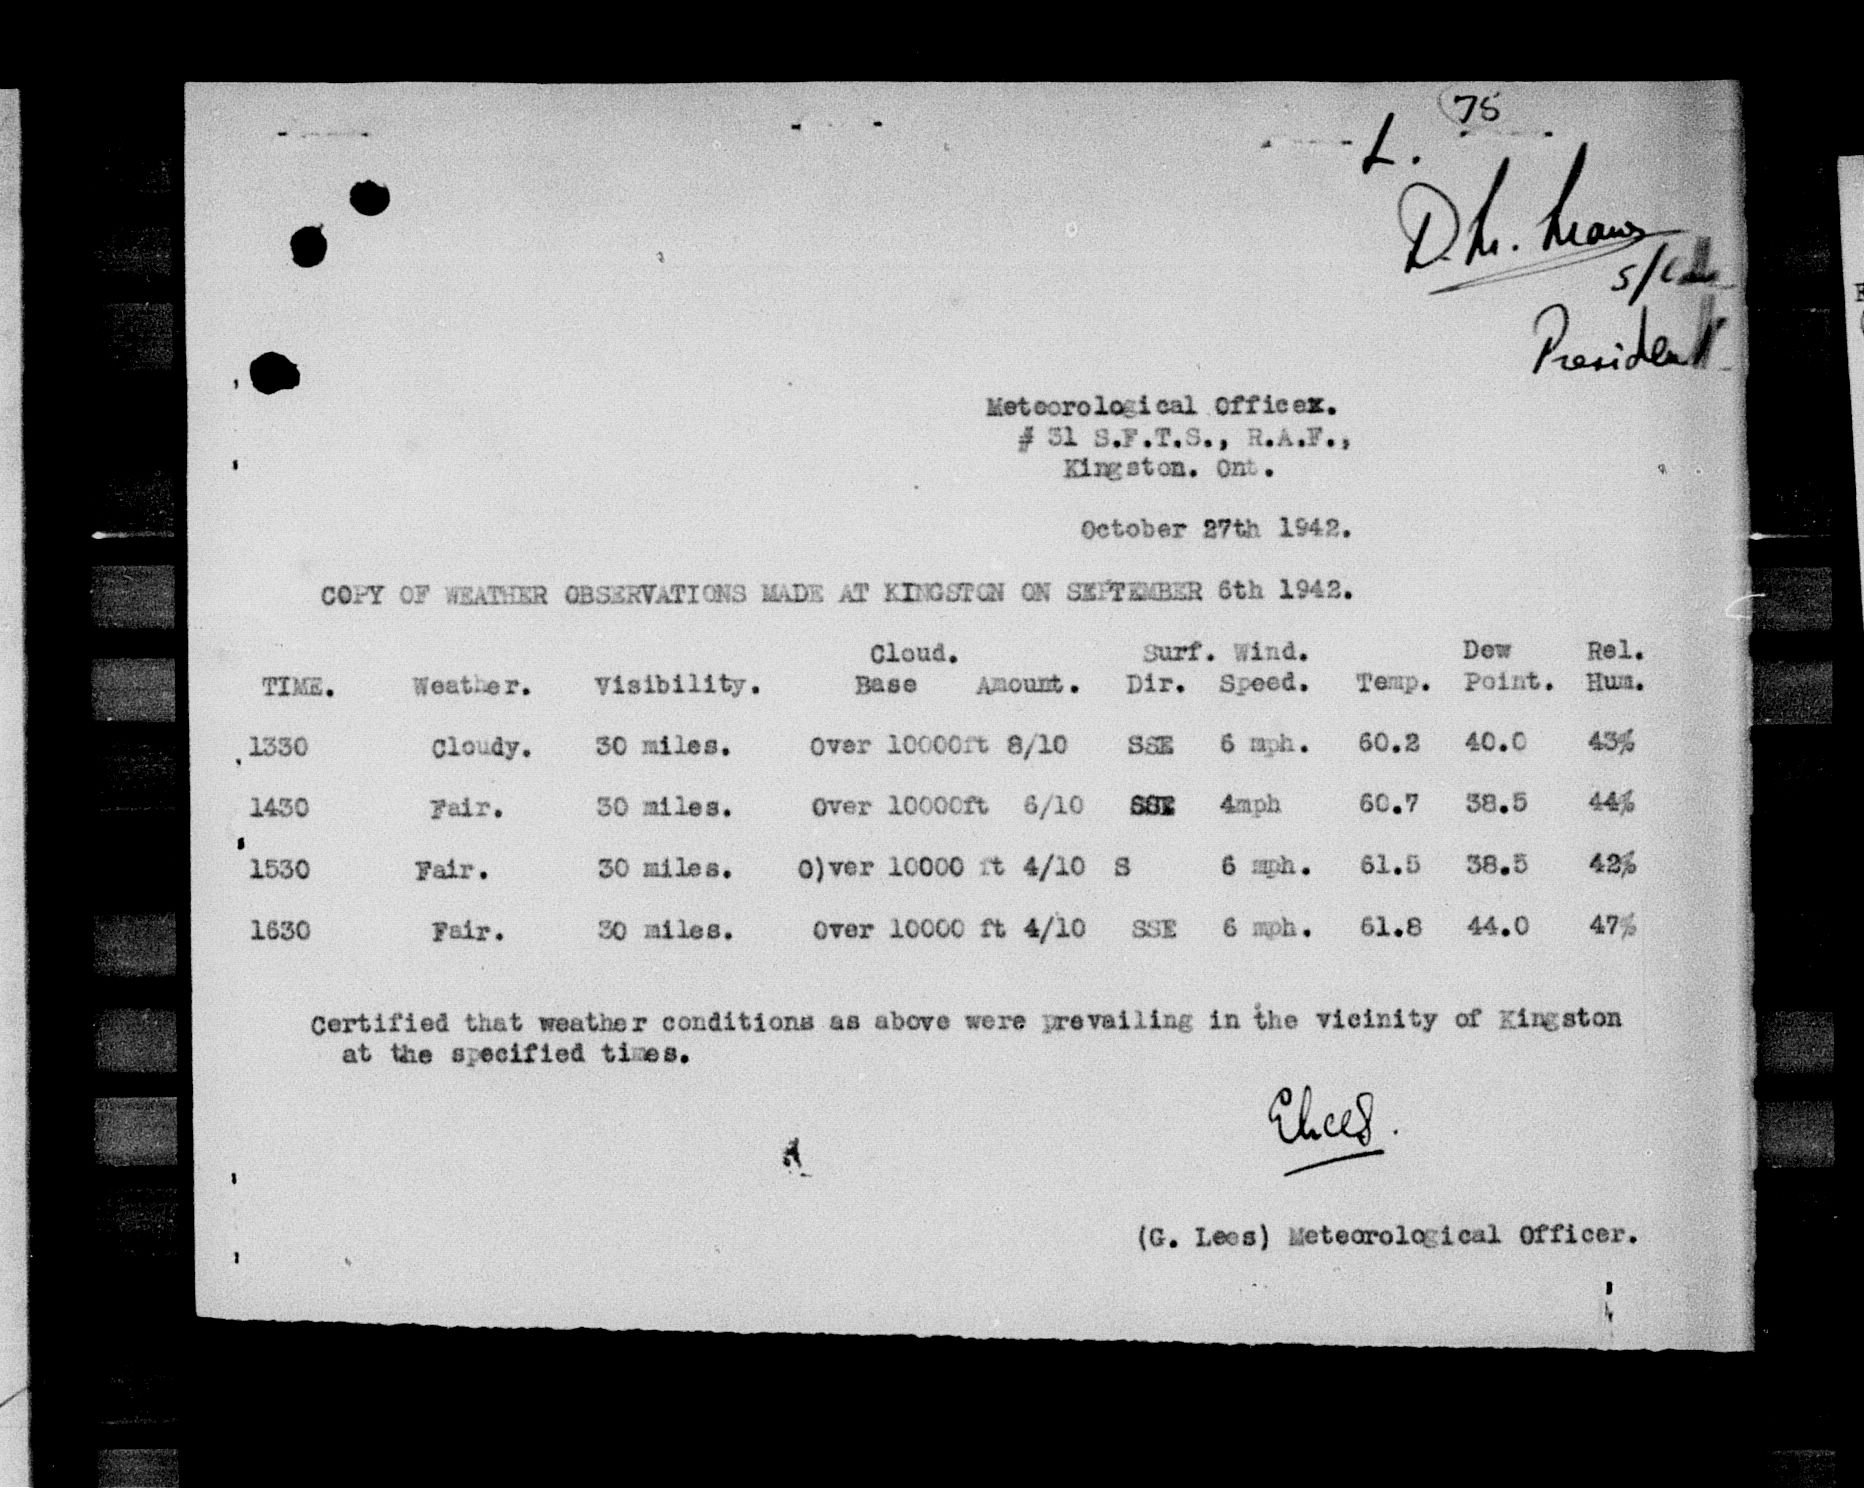 75
L.
President
Meteorological Officex.
# 31 S.F.T.S., R.A.F.,
Kingston. Ont.
October 27th 1942.
COPY OF WEATHER OBSERVATIONS MADE AT KINGSTON ON SEPTEMBER 6th 1942.
Cloud. Surf. Wind. Dew Rel.
TIME. Weather. Visibility. Base Amount. Dir. Speed. Temp. Point. Hum.
1330 Cloudy. 30 miles. Over 10000ft 8/10 SSE 6 mph. 60.2 40.0 43%
1430 Fair. 30 miles. Over 10000ft 6/10 SSE 4mph 60.7 38.5 44%
1530 Fair. 30 miles. O)ver 10000 ft 4/10 S 6 mph. 61.5 38.5 42%
1630 Fair. 30 miles. Over 10000 ft 4/10 SSE 6 mph. 61.8 44.0 47%
Certified that weather conditions as above were prevailing in the vicinity of Kingston
at the specified times.
(G. Lees) Meteorological Officer.